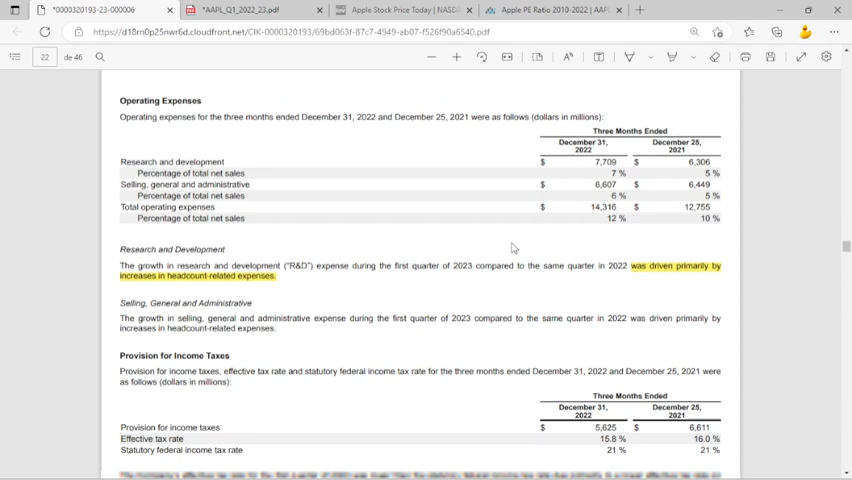 *0000320193-23-000006
*AAPL_Q1_2022_23.pdf
Apple Stock Price Today | NASDA
Apple PE Ratio 2010-2022 | AAPL
https://d18rn0p25nwr6d.cloudfront.net/CIK-0000320193/69bd063f-87c7-4949-ab07-f526f90a6540.pdf
22 de 46
Operating Expenses
Operating expenses for the three months ended December 31, 2022 and December 25, 2021 were as follows (dollars in millions):
Three Months Ended
December 31, 2022 December 25, 2021
Research and development $ 7,709 $ 6,306
Percentage of total net sales 7 % 5 %
Selling, general and administrative $ 6,607 $ 6,449
Percentage of total net sales 6 % 5 %
Total operating expenses $ 14,316 $ 12,755
Percentage of total net sales 12 % 10 %
Research and Development
The growth in research and development ("R&D") expense during the first quarter of 2023 compared to the same quarter in 2022 was driven primarily by
increases in headcount-related expenses.
Selling, General and Administrative
The growth in selling, general and administrative expense during the first quarter of 2023 compared to the same quarter in 2022 was driven primarily by
increases in headcount-related expenses.
Provision for Income Taxes
Provision for income taxes, effective tax rate and statutory federal income tax rate for the three months ended December 31, 2022 and December 25, 2021 were
as follows (dollars in millions):
Three Months Ended
December 31, 2022 December 25, 2021
Provision for income taxes $ 5,625 $ 6,611
Effective tax rate 15.8 % 16.0 %
Statutory federal income tax rate 21 % 21 %